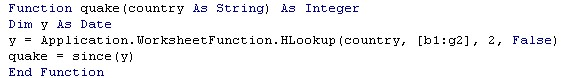 Function quake(country As String) As Integer
Dim y As Date
y = Application.WorksheetFunction.HLookup(country, [b1:g2], 2, False)
quake = since(y)
End Function